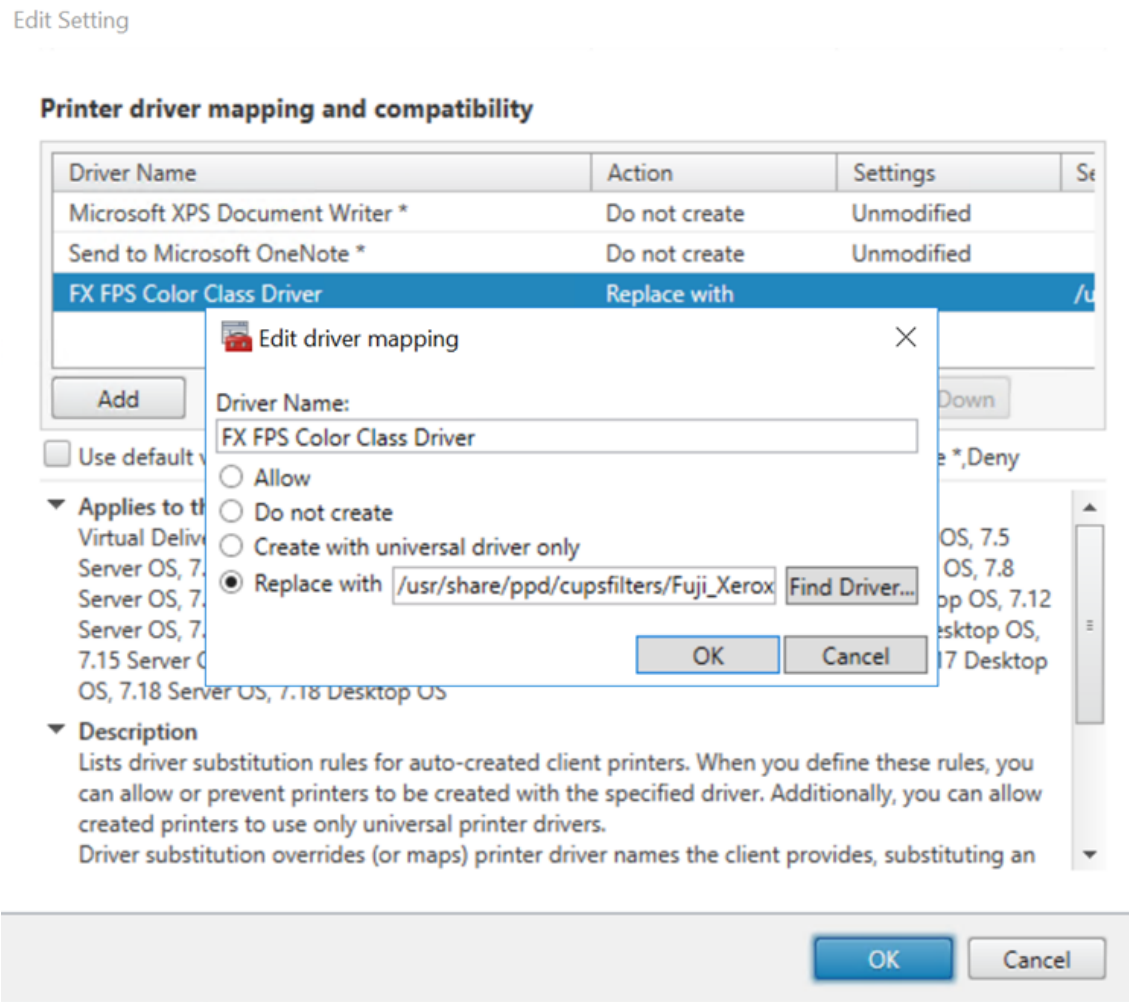 Edit Setting
Printer driver mapping and compatibility
Driver Name Action Settings
Microsoft XPS Document Writer * Do not create Unmodified
Send to Microsoft OneNote * Do not create Unmodified
FX FPS Color Class Driver Replace with
Edit driver mapping
Add Down
Driver Name:
FX FPS Color Class Driver
Use default *,Deny
Allow
Applies to
Do not create
Virtual OS, 7.5
Create with universal driver only
Server OS, OS, 7.8
Replace with /usr/share/ppd/cupsfilters/Fuji_Xerox Find Driver...
Server OS, OS, 7.12
Server OS, OS,
OK Cancel
7.15 Server Desktop
OS, 7.18 Server OS, 7.18 Desktop OS
Description
Lists driver substitution rules for auto-created client printers. When you define these rules, you
can allow or prevent printers to be created with the specified driver. Additionally, you can allow
created printers to use only universal printer drivers.
Driver substitution overrides (or maps) printer driver names the client provides, substituting an
OK Cancel